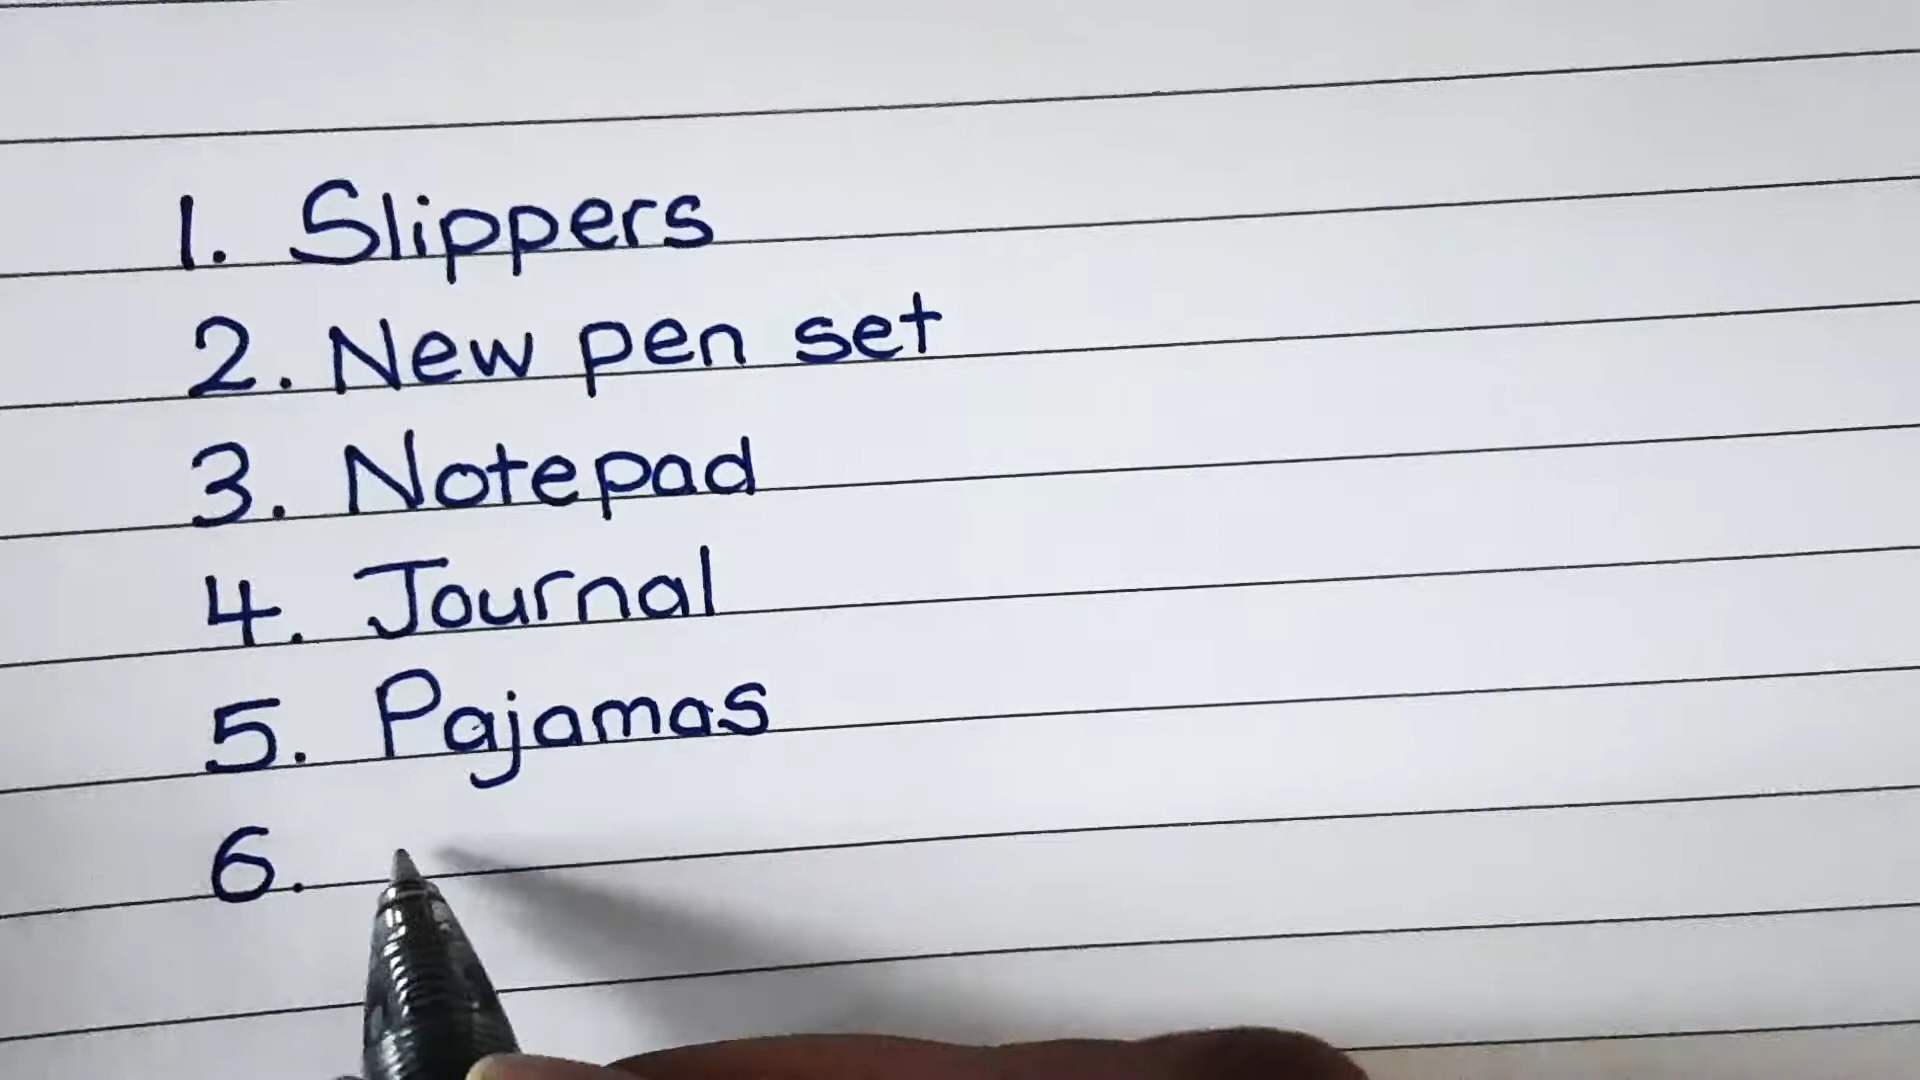 1. Slippers
2. New pen set
3. Notepad
4. Journal
5. Pajamas
6.